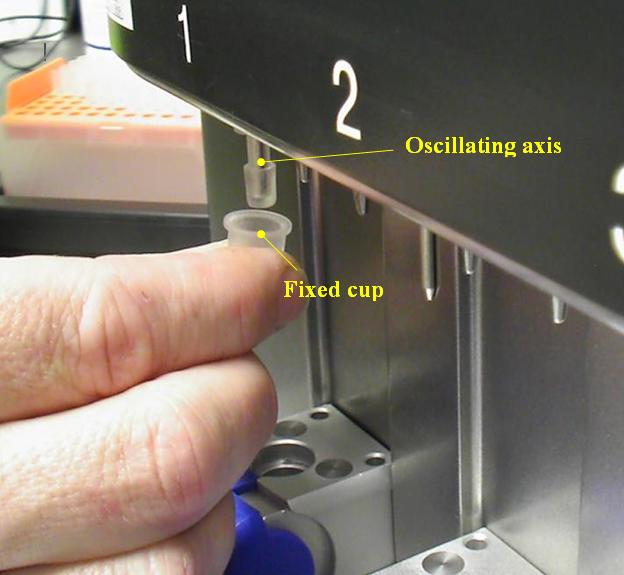 1
2
Oscillating axis
Fixed cup